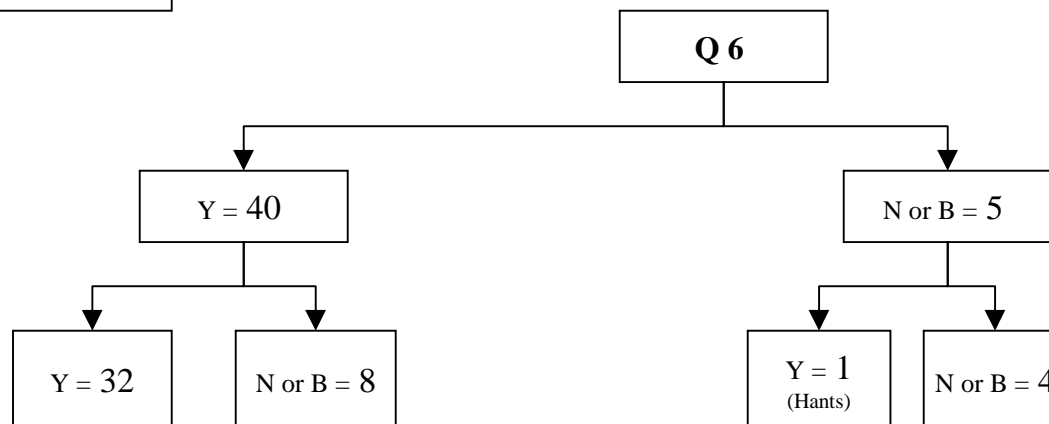 Q 6
Y = 40
N or B = 5
Y = 32
N or B = 8
Y = 1
(Hants)
N or B = 4